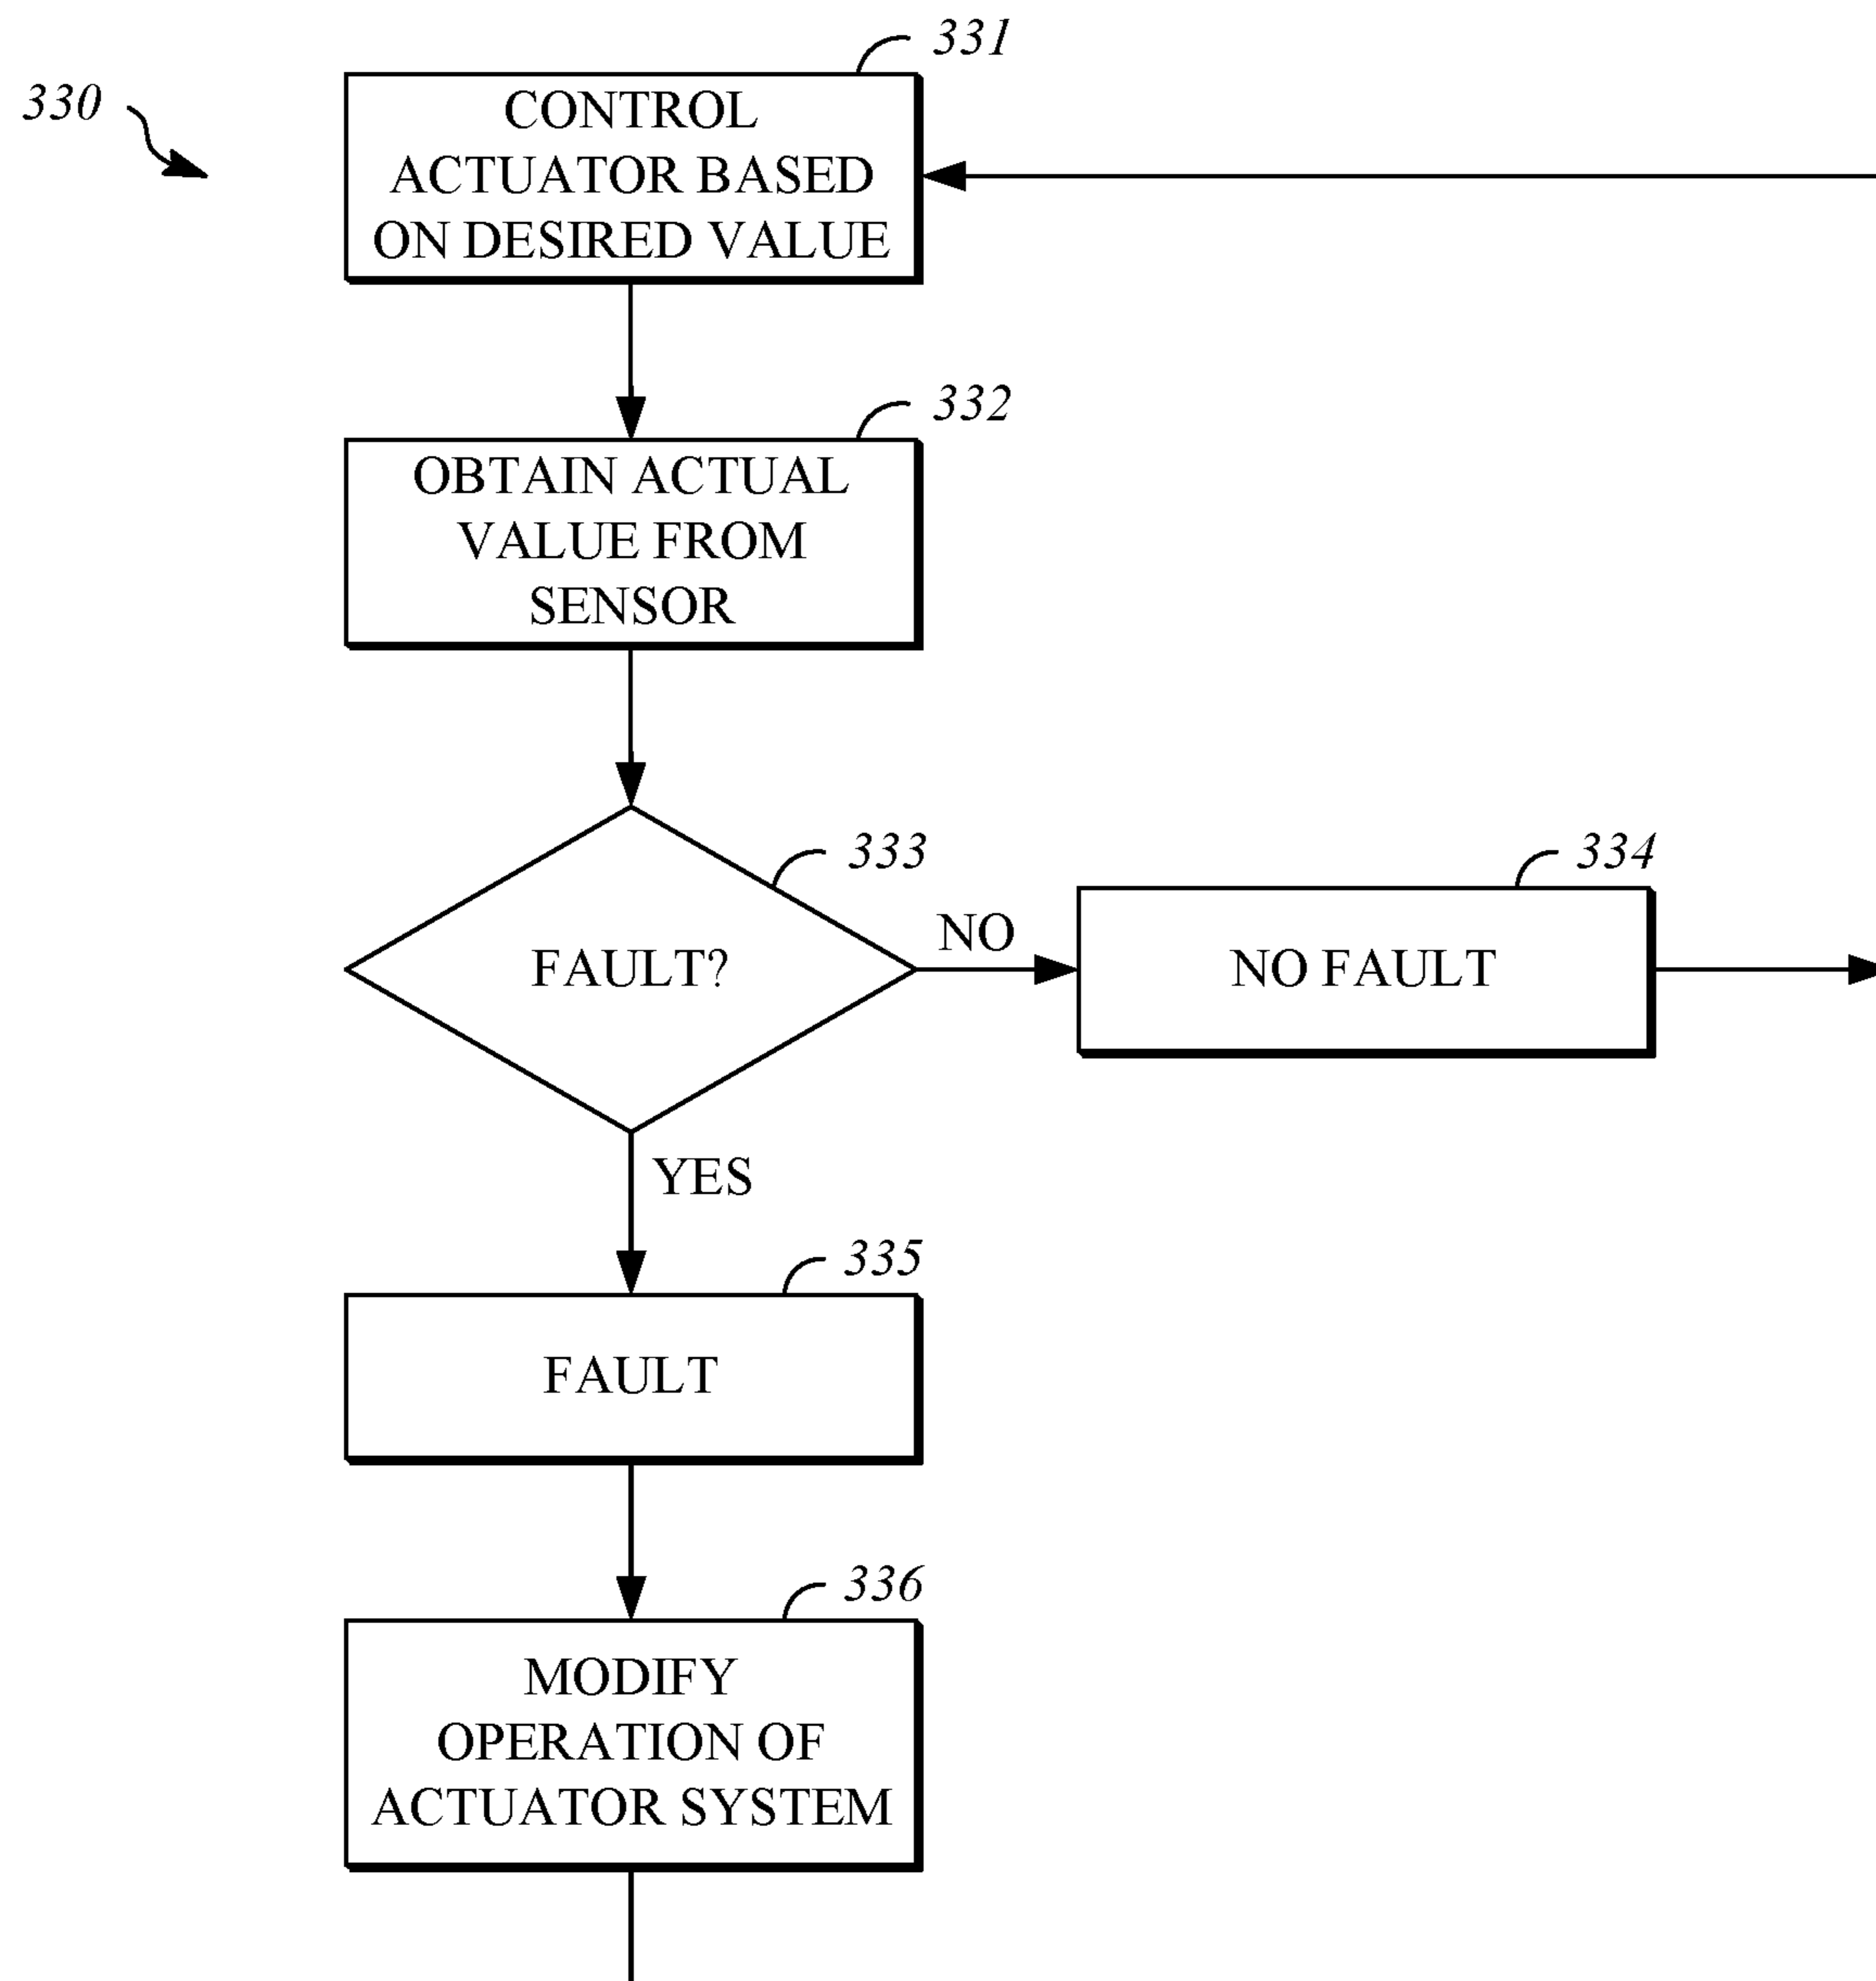 330
331
CONTROL
ACTUATOR BASED
ON DESIRED VALUE
332
OBTAIN ACTUAL
VALUE FROM
SENSOR
333
FAULT?
NO
334
NO FAULT
YES
335
FAULT
336
MODIFY
OPERATION OF
ACTUATOR SYSTEM